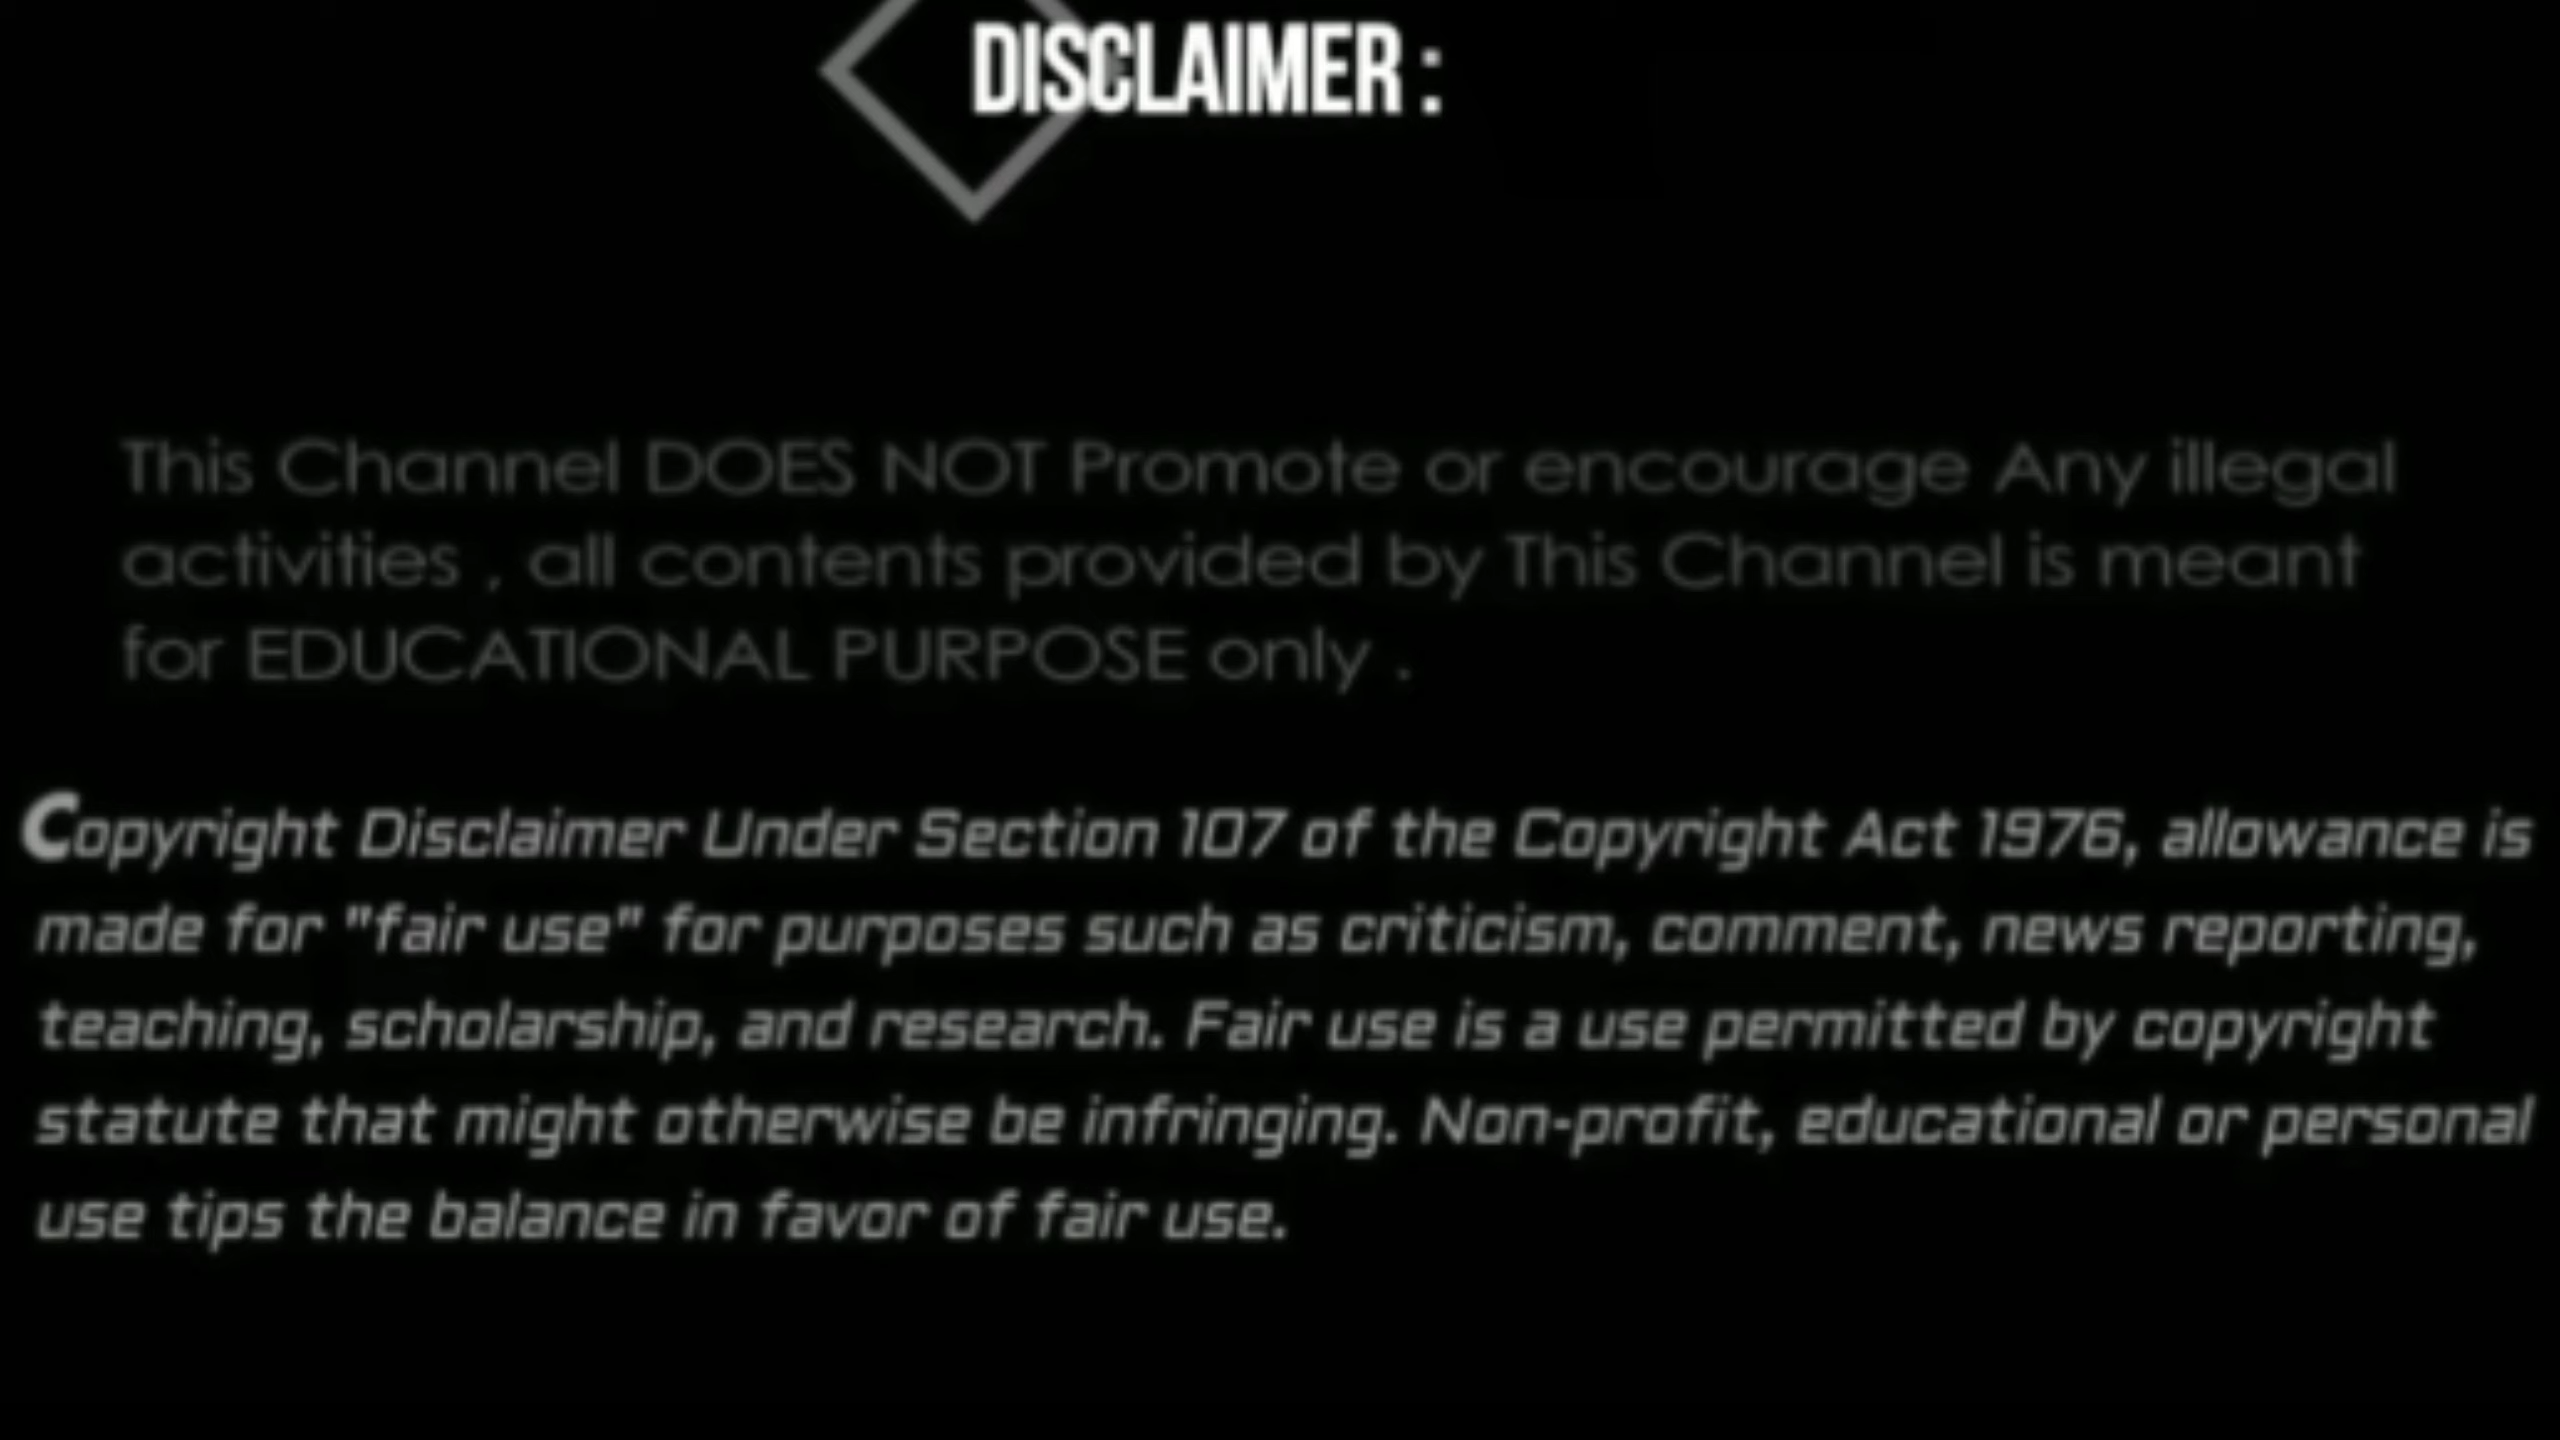 DISCLAIMER :
This Channel DOES NOT Promote or encourage Any illegal
activities , all contents provided by This Channel is meant
for EDUCATIONAL PURPOSE only .
Copyright Disclaimer Under Section 107 of the Copyright Act 1976, allowance is
made for "fair use" for purposes such as criticism, comment, news reporting,
teaching, scholarship, and research. Fair use is a use permitted by copyright
statute that might otherwise be infringing. Non-profit, educational or personal
use tips the balance in favor of fair use.